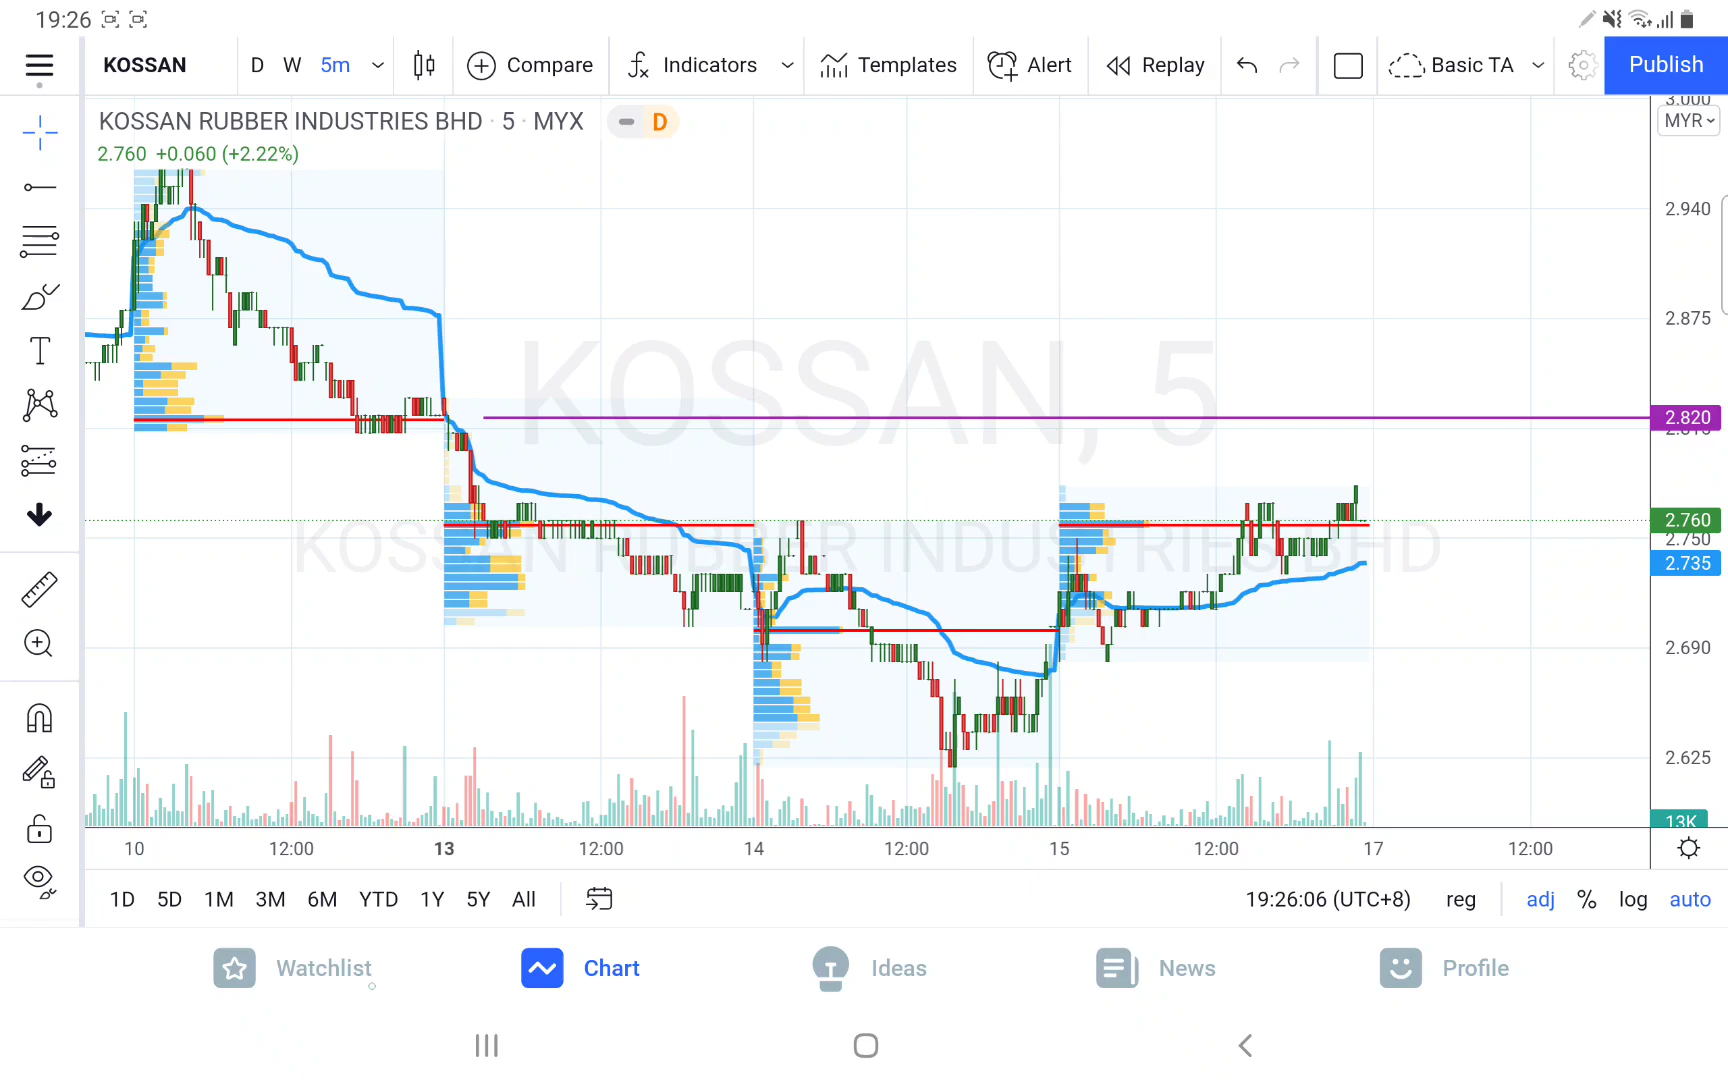 19:26
KOSSAN D W 5m Compare Indicators Templates Alert Replay Basic TA Publish
KOSSAN RUBBER INDUSTRIES BHD · 5 · MYX D
2.760 +0.060 (+2.22%)
3.000
MYR
2.940
2.875
KOSSAN, 5
2.820
2.810
2.760
2.750
KOSSAN RUBBER INDUSTRIES BHD
2.735
2.690
2.625
13K
10 12:00 13 12:00 14 12:00 15 12:00 17 12:00
1D 5D 1M 3M 6M YTD 1Y 5Y All 19:26:06 (UTC+8) reg adj % log auto
Watchlist Chart Ideas News Profile